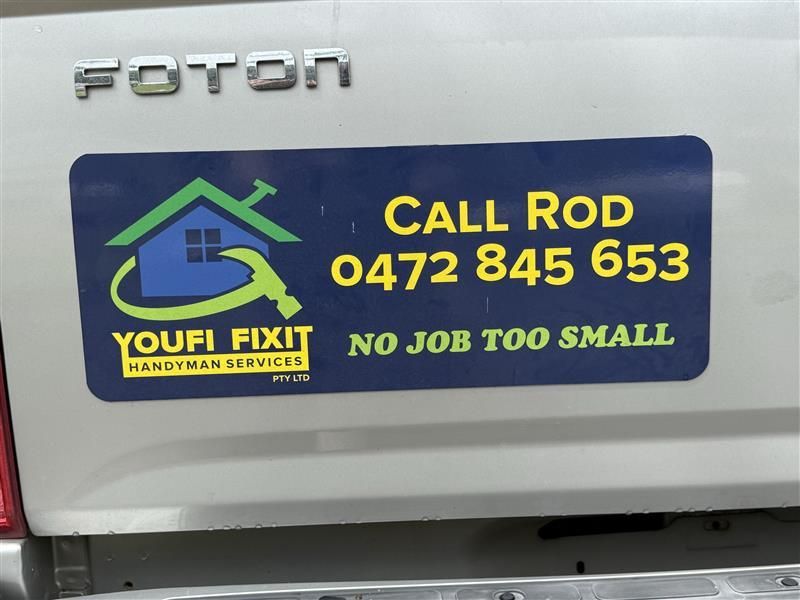 FOTON
CALL ROD
0472 845 653
NO JOB TOO SMALL
YOUFI FIXIT
HANDYMAN SERVICES
PTY LTD